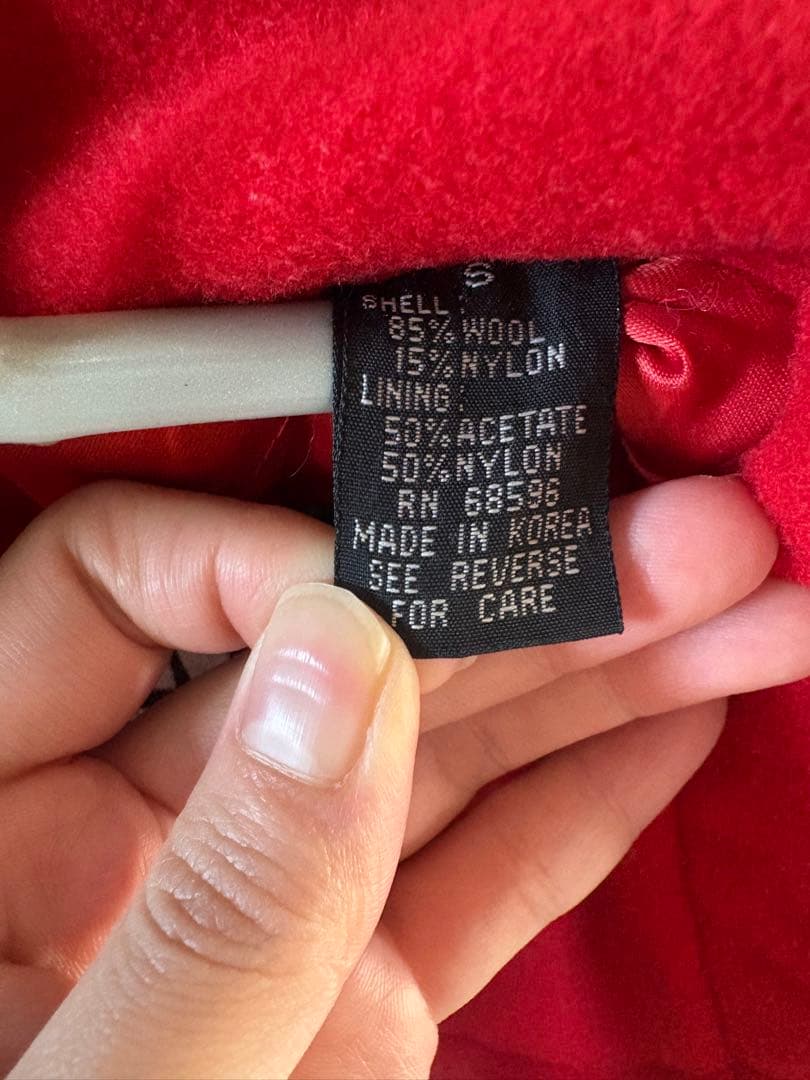 S
SHELL:
85% WOOL
15% NYLON
LINING:
50% ACETATE
50% NYLON
RN 68596
MADE IN KOREA
SEE REVERSE
FOR CARE